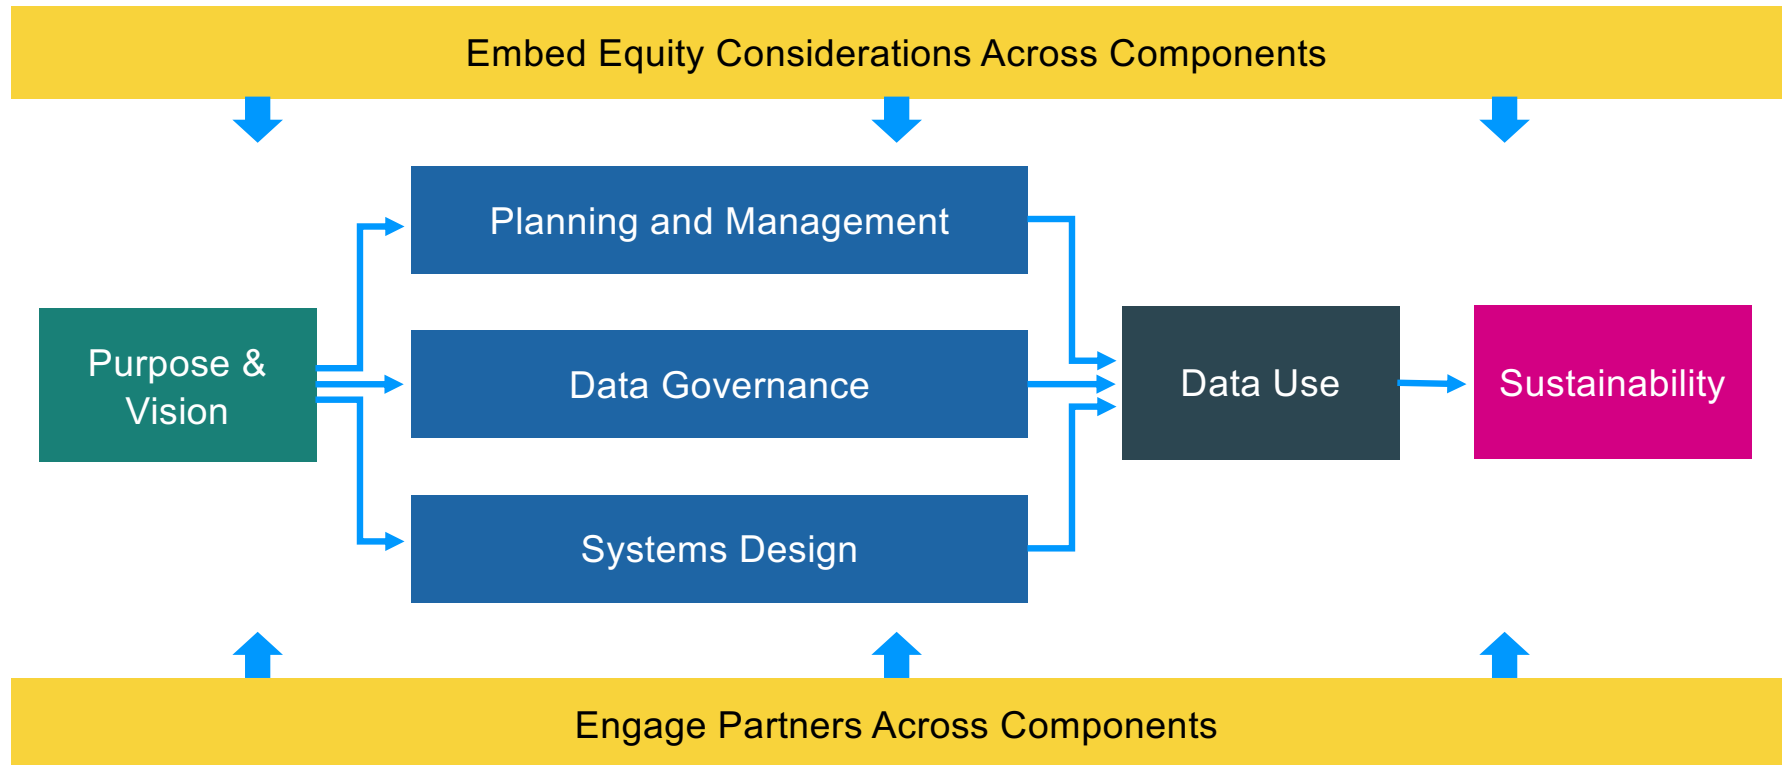 Embed Equity Considerations Across Components
Planning and Management
Purpose &
Vision
Data Governance
Data Use
Sustainability
Systems Design
Engage Partners Across Components